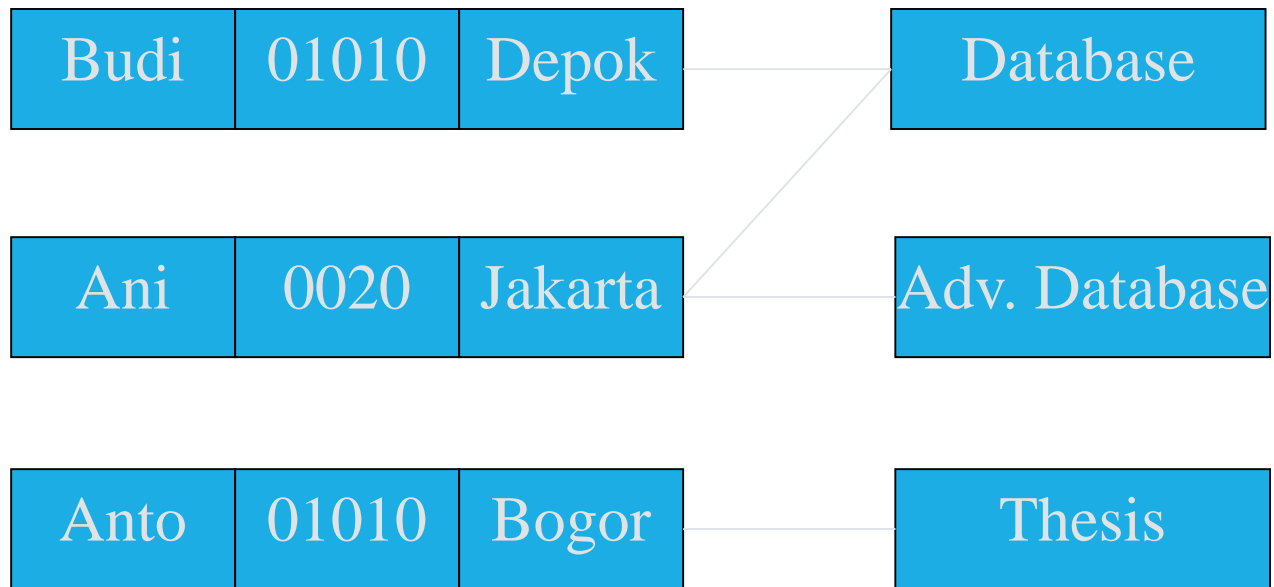 Budi 01010 Depok Database
Ani 0020 Jakarta Adv. Database
Anto 01010 Bogor Thesis